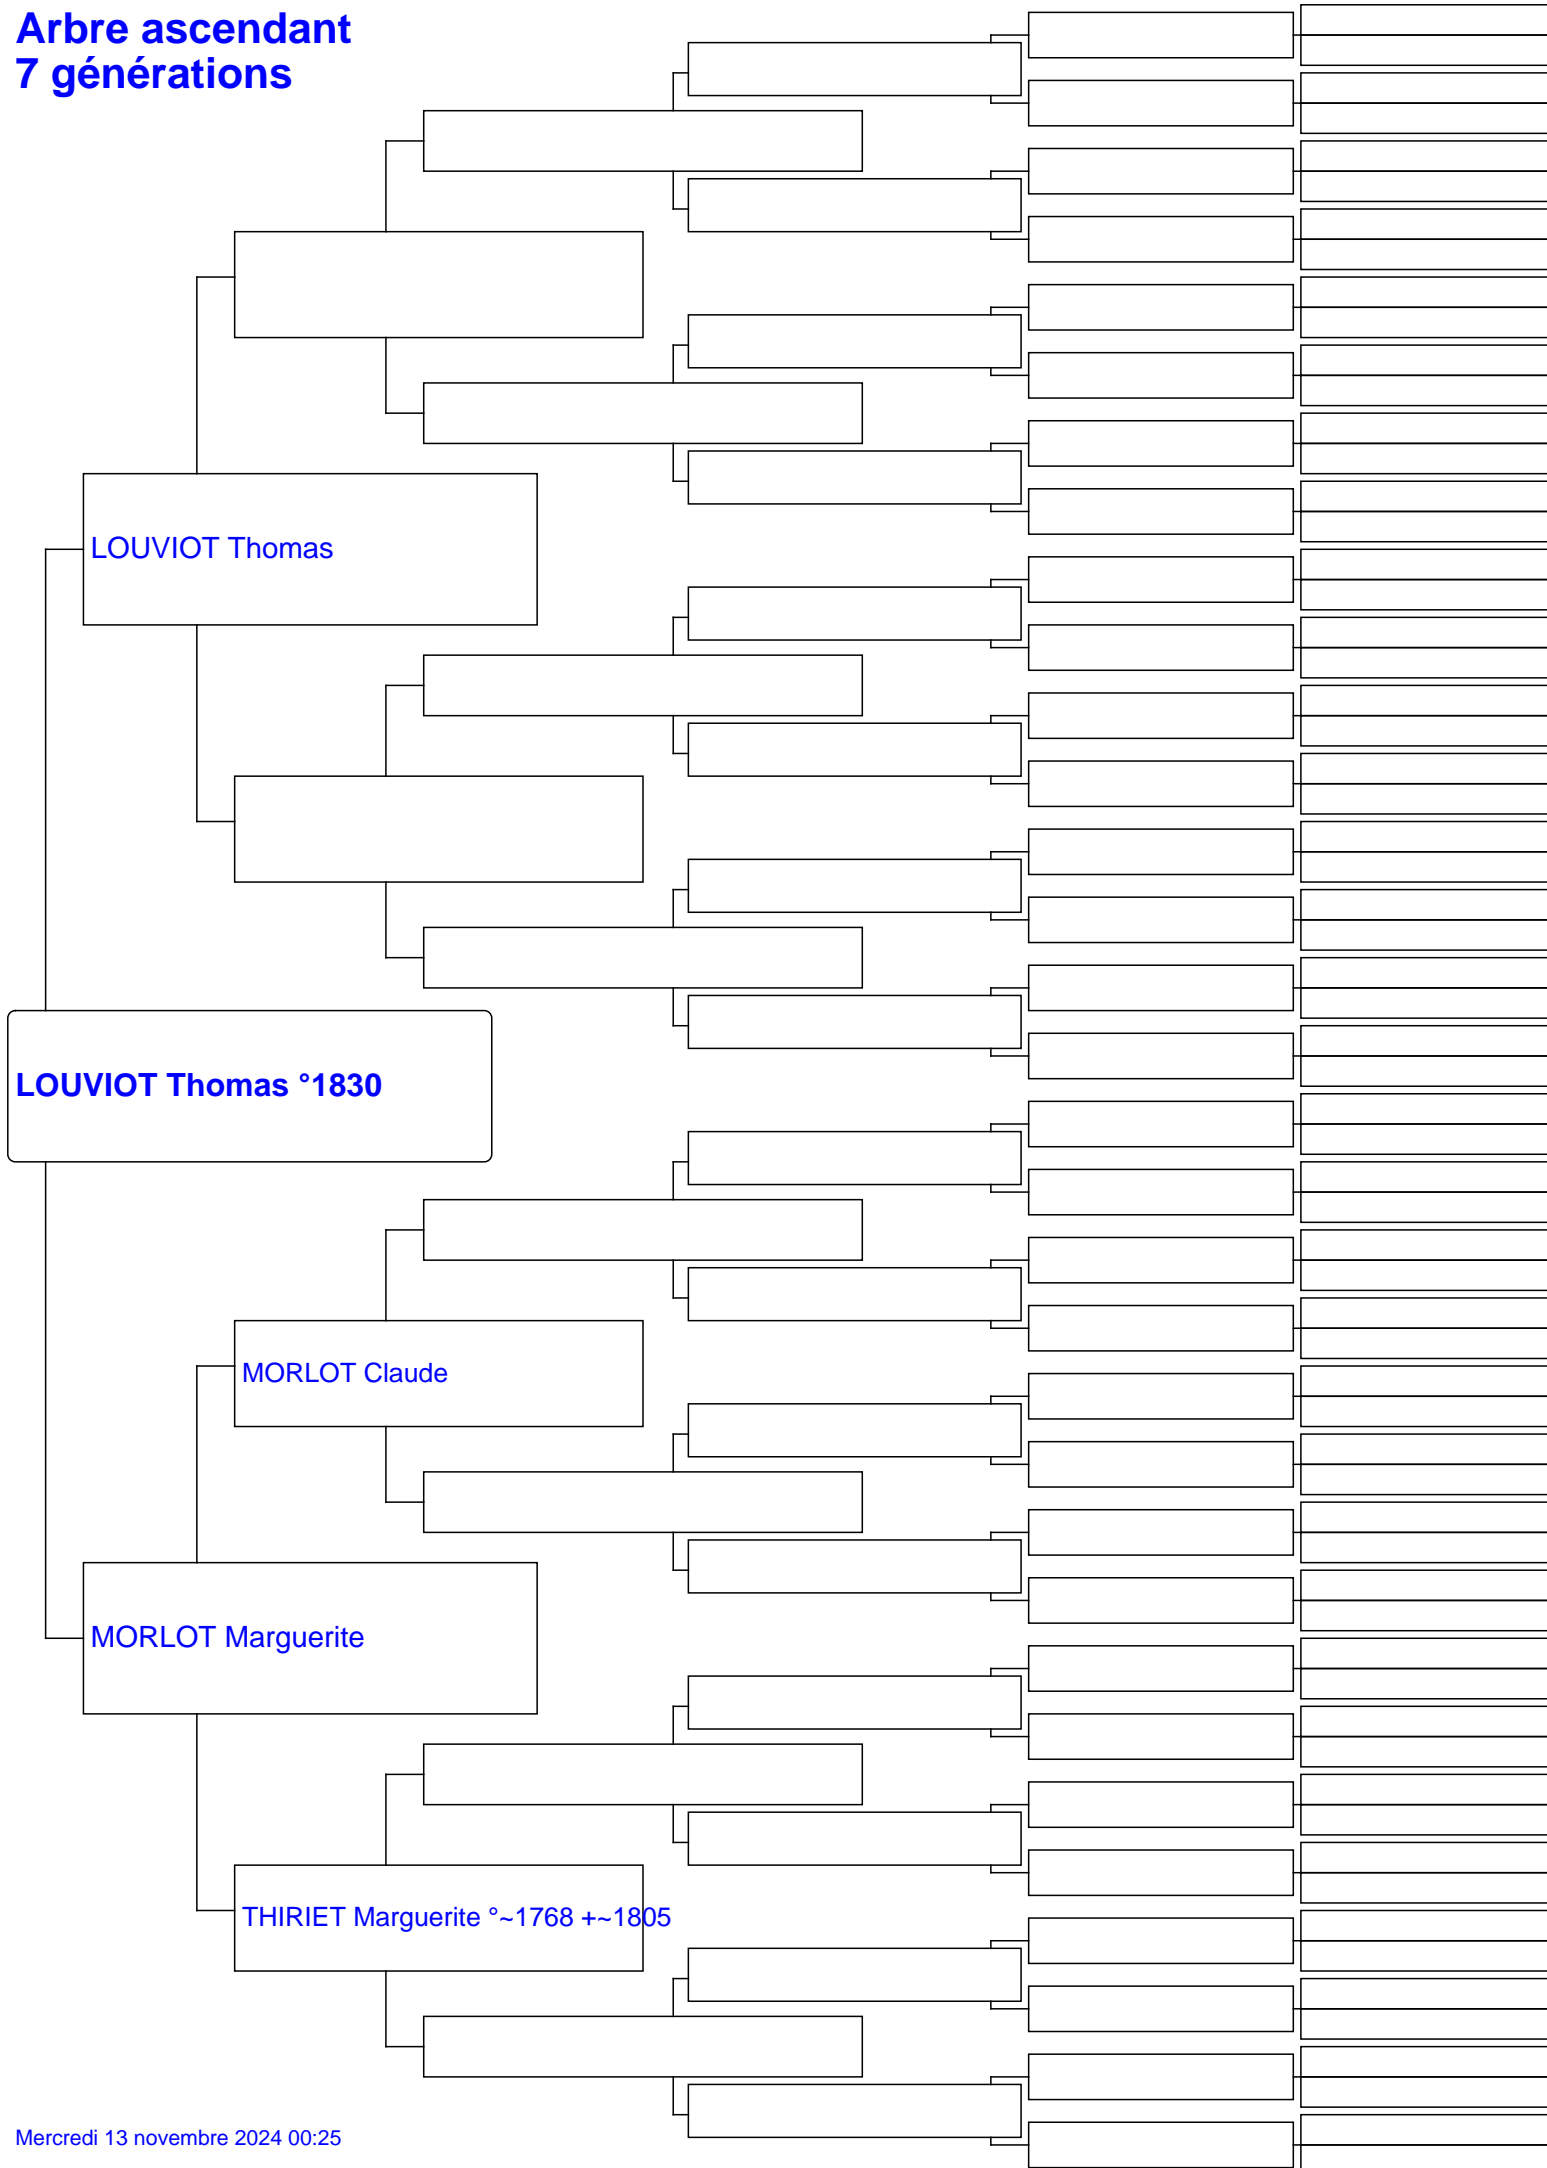 Arbre ascendant
7 générations
LOUVIOT Thomas
LOUVIOT Thomas °1830
MORLOT Claude
MORLOT Marguerite
THIRIET Marguerite °~1768 +~1805
Mercredi 13 novembre 2024 00:25